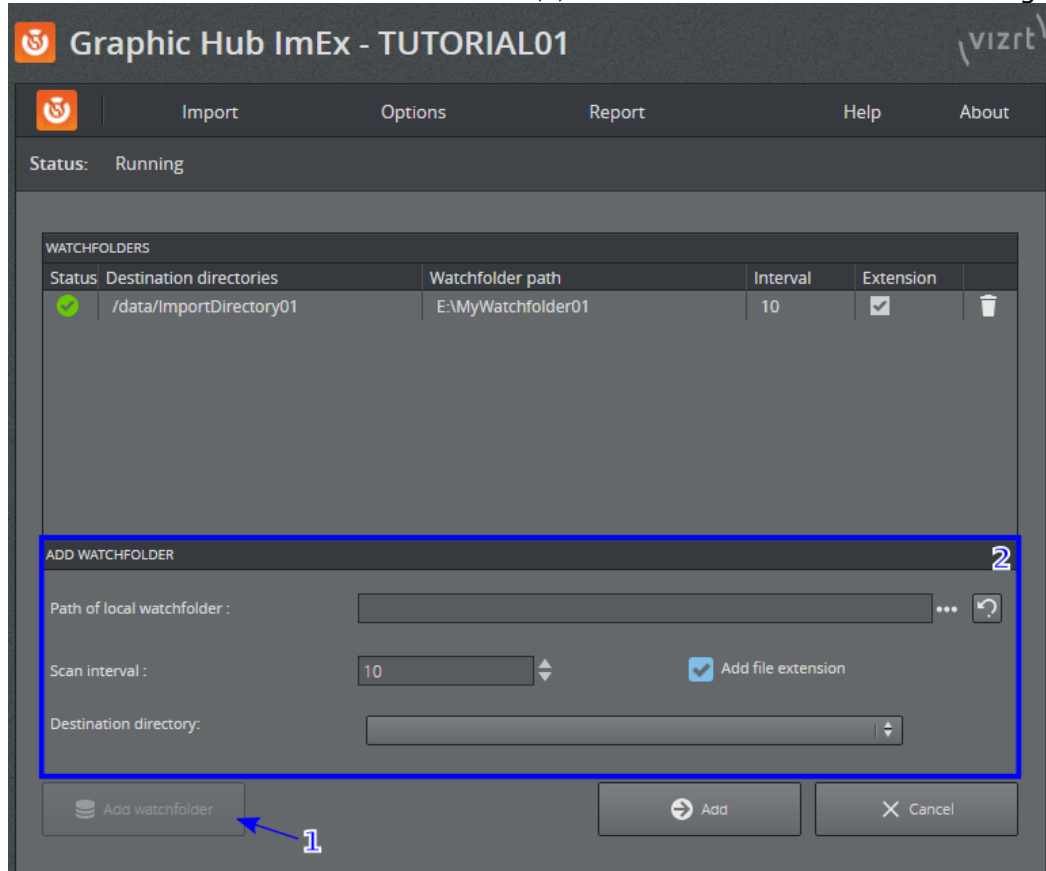 Graphic Hub ImEx - TUTORIAL01
vizrt
Import Options Report Help About
Status: Running
WATCHFOLDERS
Status Destination directories Watchfolder path Interval Extension
/data/ImportDirectory01 E:\MyWatchfolder01 10
ADD WATCHFOLDER 2
Path of local watchfolder : ...
Scan interval : 10 Add file extension
Destination directory:
Add watchfolder Add Cancel
1